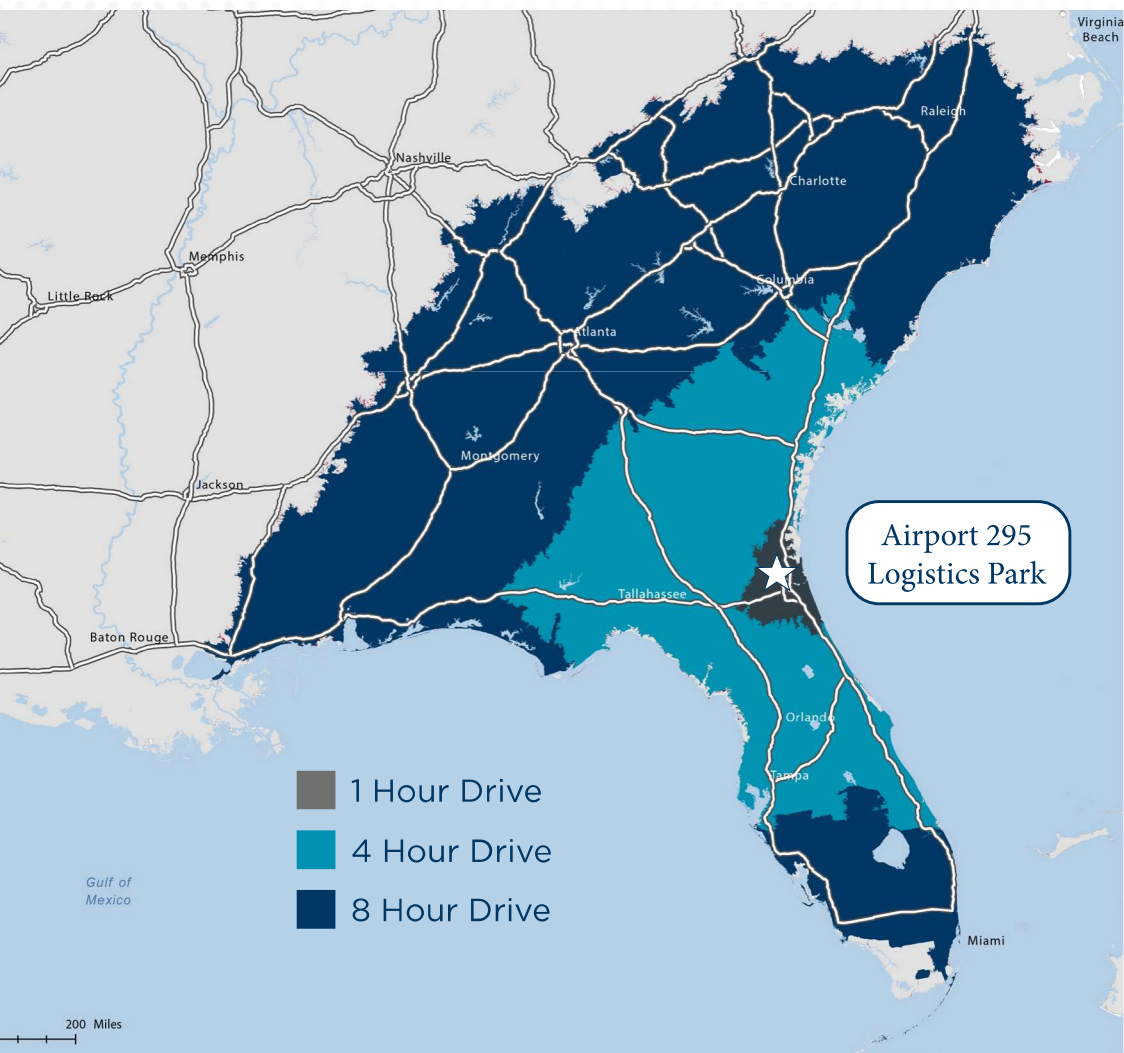 Virginia
Beach
Raleigh
Nashville
Charlotte
Memphis
Columbia
Little Rock
Atlanta
Montgomery
Jackson
Airport 295
Logistics Park
Tallahassee
Baton Rouge
Orlando
Tampa
1 Hour Drive
4 Hour Drive
8 Hour Drive
Gulf of
Mexico
Miami
200 Miles